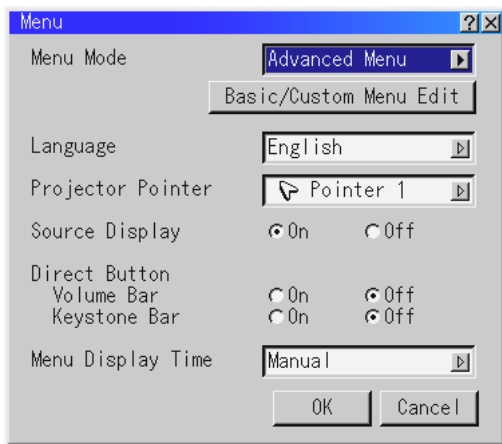 Menu
Menu Mode Advanced Menu
Basic/Custom Menu Edit
Language English
Projector Pointer Pointer 1
Source Display On Off
Direct Button
Volume Bar On Off
Keystone Bar On Off
Menu Display Time Manual
OK Cancel